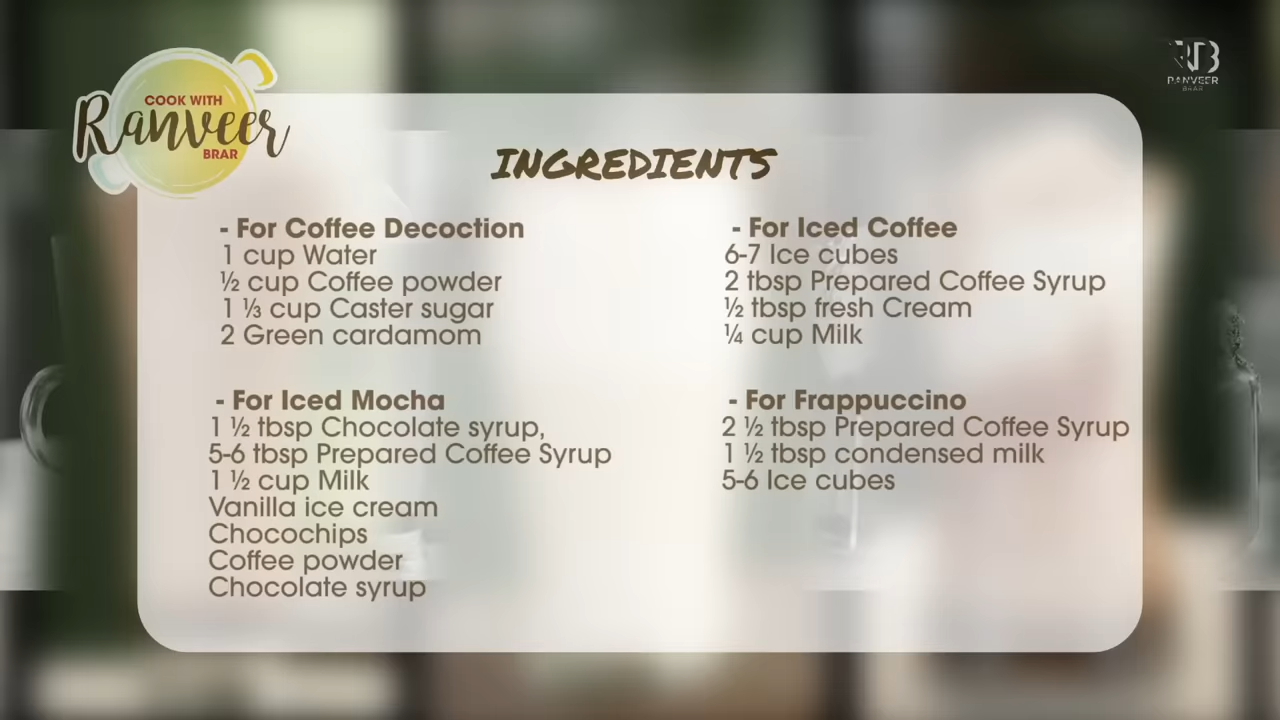 COOK WITH
Ranveer
BRAR
RB
RANVEER
BRAR
INGREDIENTS
- For Coffee Decoction
1 cup Water
½ cup Coffee powder
1 ⅓ cup Caster sugar
2 Green cardamom
- For Iced Coffee
6-7 Ice cubes
2 tbsp Prepared Coffee Syrup
½ tbsp fresh Cream
¼ cup Milk
- For Iced Mocha
1 ½ tbsp Chocolate syrup,
5-6 tbsp Prepared Coffee Syrup
1 ½ cup Milk
Vanilla ice cream
Chocochips
Coffee powder
Chocolate syrup
- For Frappuccino
2 ½ tbsp Prepared Coffee Syrup
1 ½ tbsp condensed milk
5-6 Ice cubes